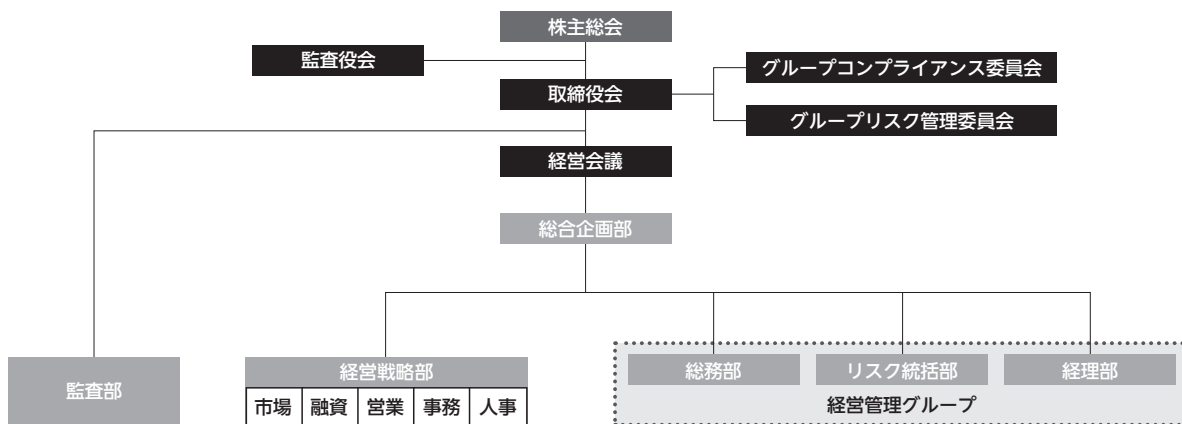 株主総会
監査役会
グループコンプライアンス委員会
取締役会
グループリスク管理委員会
経営会議
総合企画部
監査部
経営戦略部
市場 融資 営業 事務 人事
総務部 リスク統括部 経理部
経営管理グループ